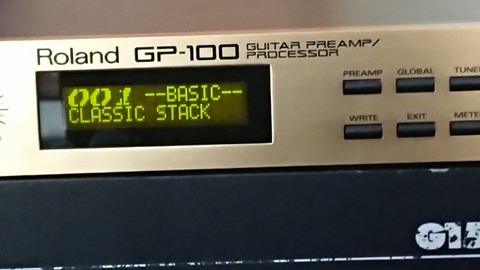 Roland GP-100 GUITAR PREAMP/
PROCESSOR
001 --BASIC--
CLASSIC STACK
PREAMP GLOBAL
WRITE EXIT